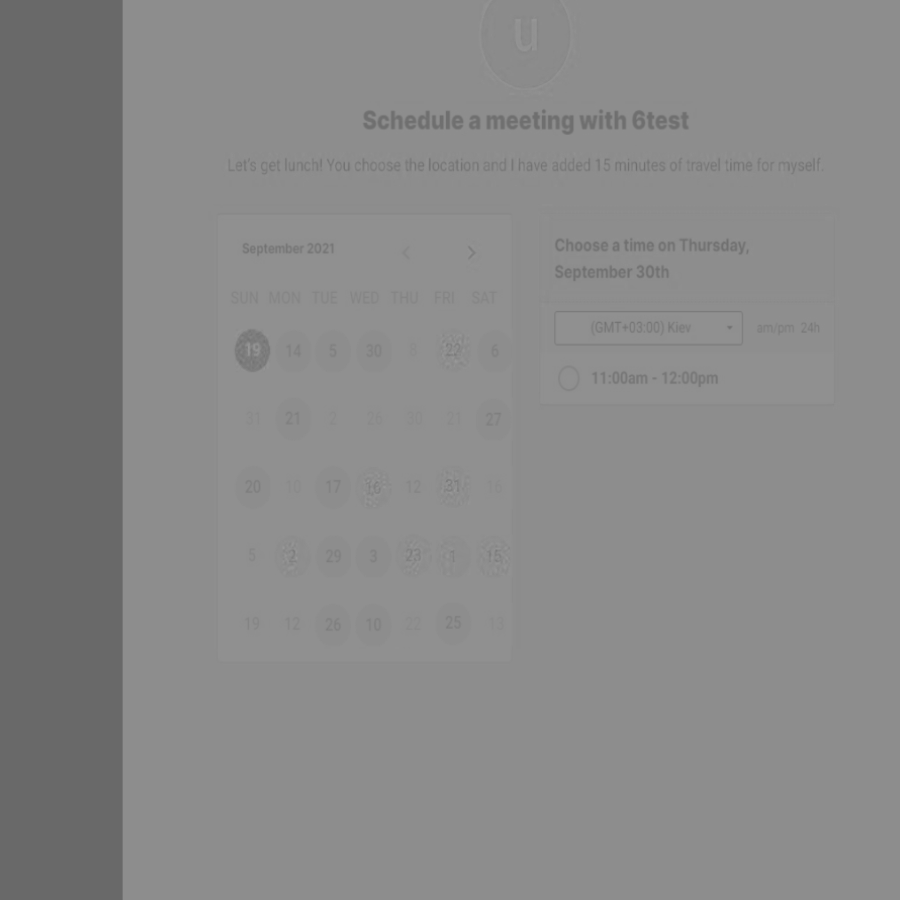 u
Schedule a meeting with 6test
Let's get lunch! You choose the location and I have added 15 minutes of travel time for myself.
September 2021
SUN MON TUE WED THU FRI SAT
19 14 5 30 8 22 6
31 21 2 26 30 21 27
20 10 17 16 12 31 16
5 2 29 3 23 1 15
19 12 26 10 22 25 13
Choose a time on Thursday,
September 30th
(GMT+03:00) Kiev am/pm 24h
11:00am - 12:00pm